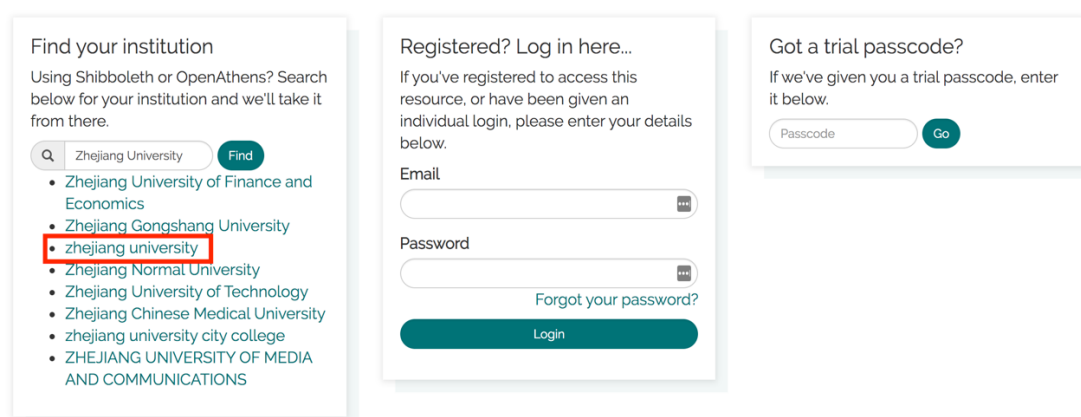 Find your institution
Using Shibboleth or OpenAthens? Search
below for your institution and we'll take it
from there.
Zhejiang University
Find
Zhejiang University of Finance and
Economics
Zhejiang Gongshang University
zhejiang university
Zhejiang Normal University
Zhejiang University of Technology
Zhejiang Chinese Medical University
zhejiang university city college
ZHEJIANG UNIVERSITY OF MEDIA
AND COMMUNICATIONS
Registered? Log in here...
If you've registered to access this
resource, or have been given an
individual login, please enter your details
below.
Email
Password
Forgot your password?
Login
Got a trial passcode?
If we've given you a trial passcode, enter
it below.
Passcode
Go